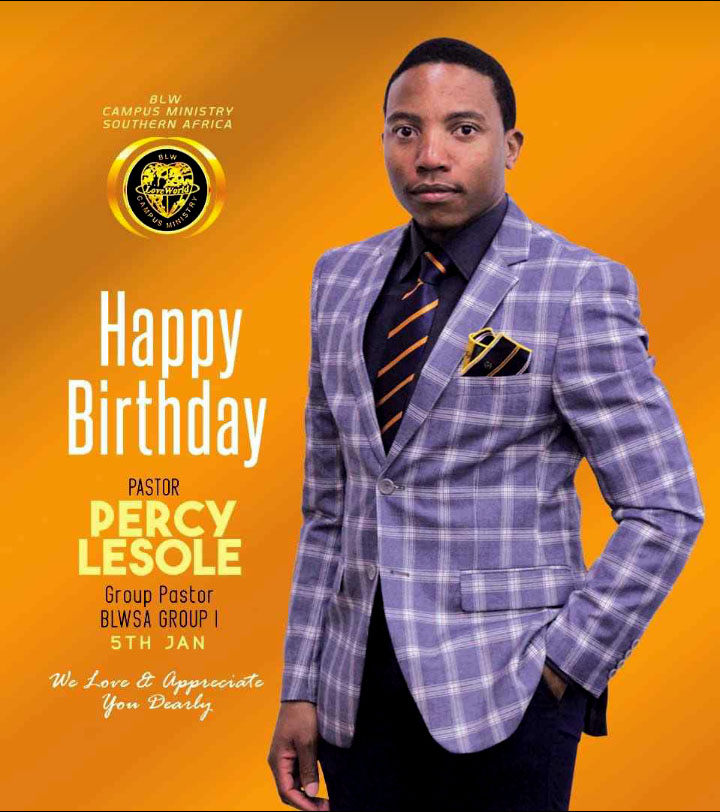 BLW
CAMPUS MINISTRY
SOUTHERN AFRICA
BLW
LoveWorld
CAMPUS MINISTRY
Happy
Birthday
PASTOR
PERCY
LESOLE
Group Pastor
BLWSA GROUP I
5TH JAN
We Love & Appreciate
You Dearly